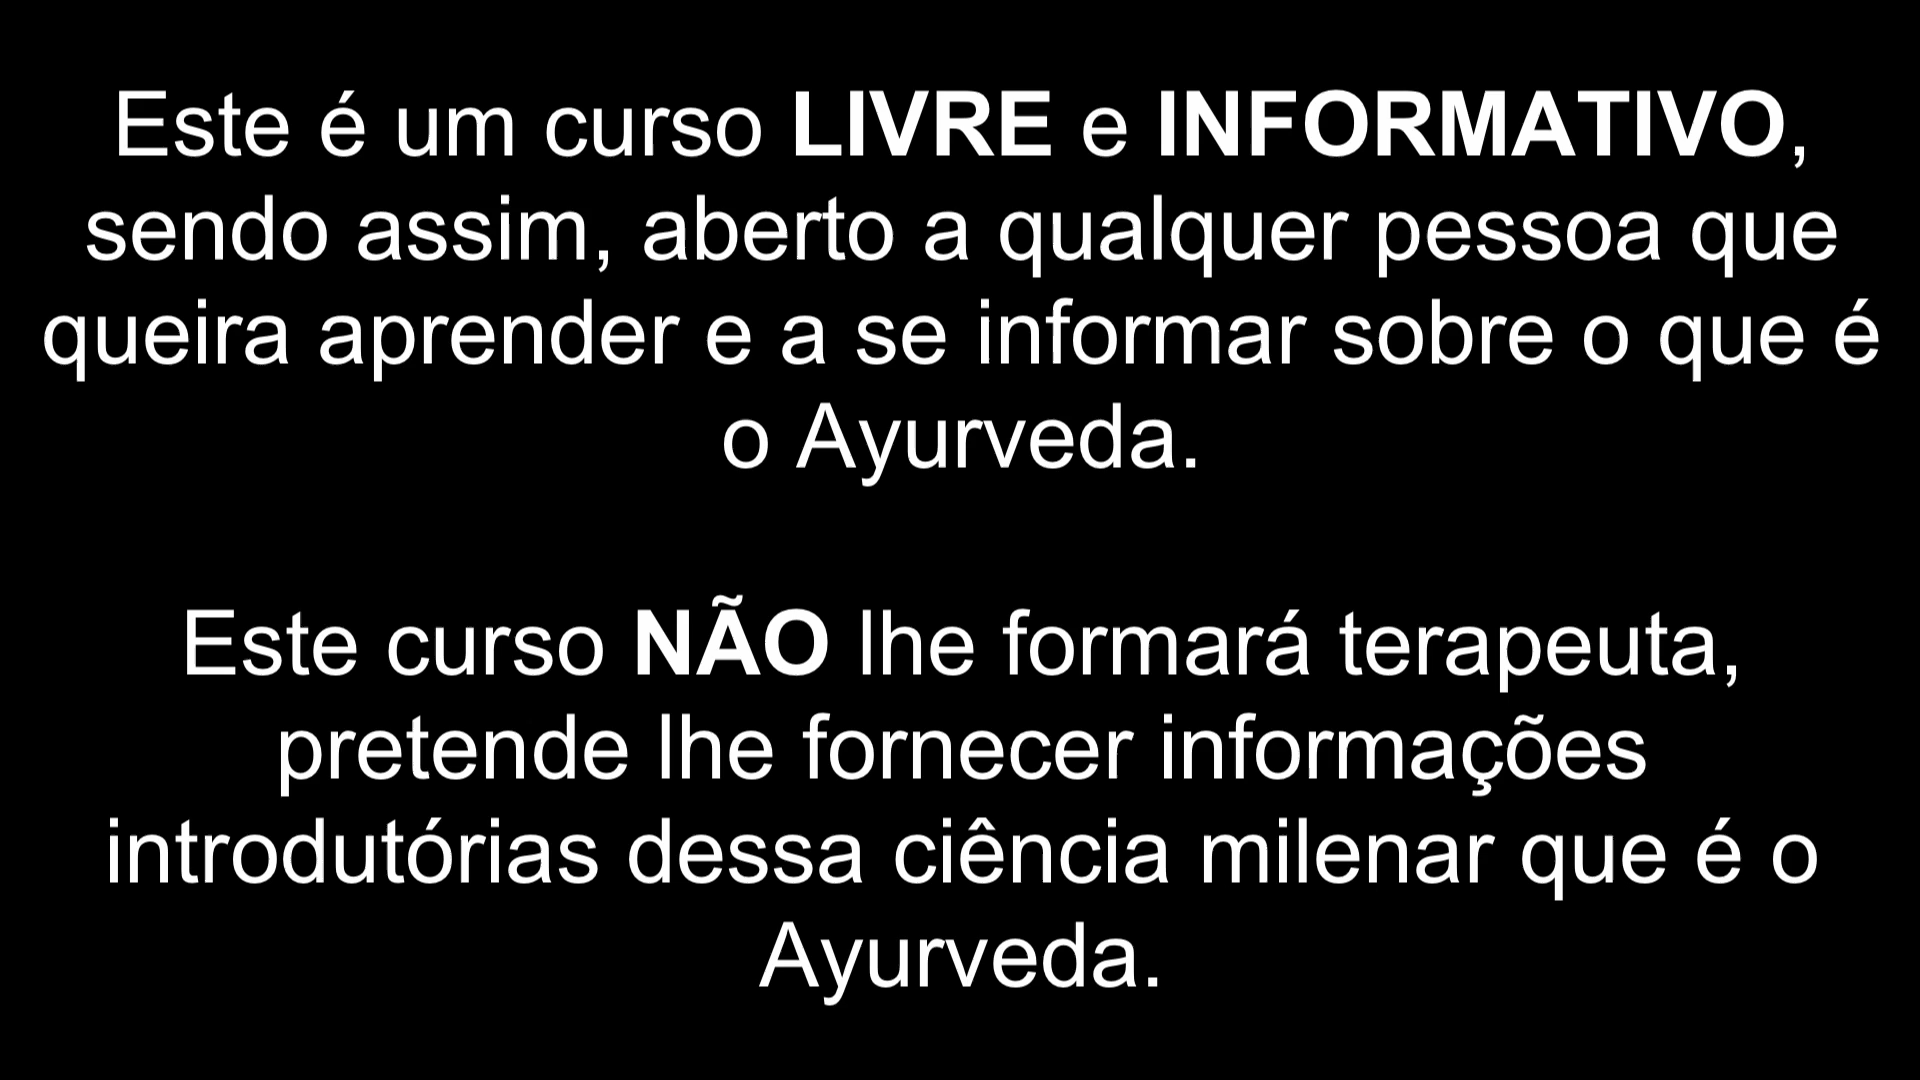 Este é um curso LIVRE e INFORMATIVO,
sendo assim, aberto a qualquer pessoa que
queira aprender e a se informar sobre o que é
o Ayurveda.
Este curso NÃO lhe formará terapeuta,
pretende lhe fornecer informações
introdutórias dessa ciência milenar que é o
Ayurveda.